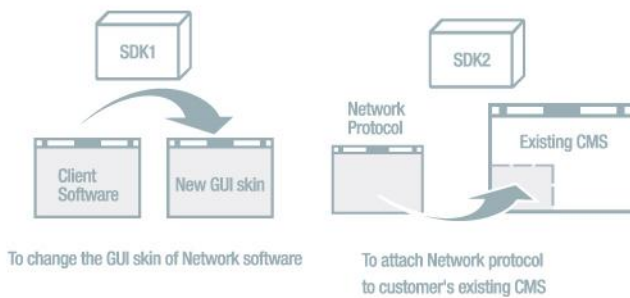 SDK1
Client
Software
New GUI skin
To change the GUI skin of Network software
SDK2
Network
Protocol
Existing CMS
To attach Network protocol
to customer's existing CMS